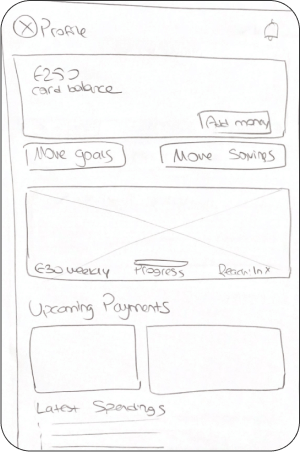 Profile
£250
card balance
Add money
Move goals
Move Savings
£30 weekly
Progress
Reach In X
Upcoming Payments
Latest Spendings